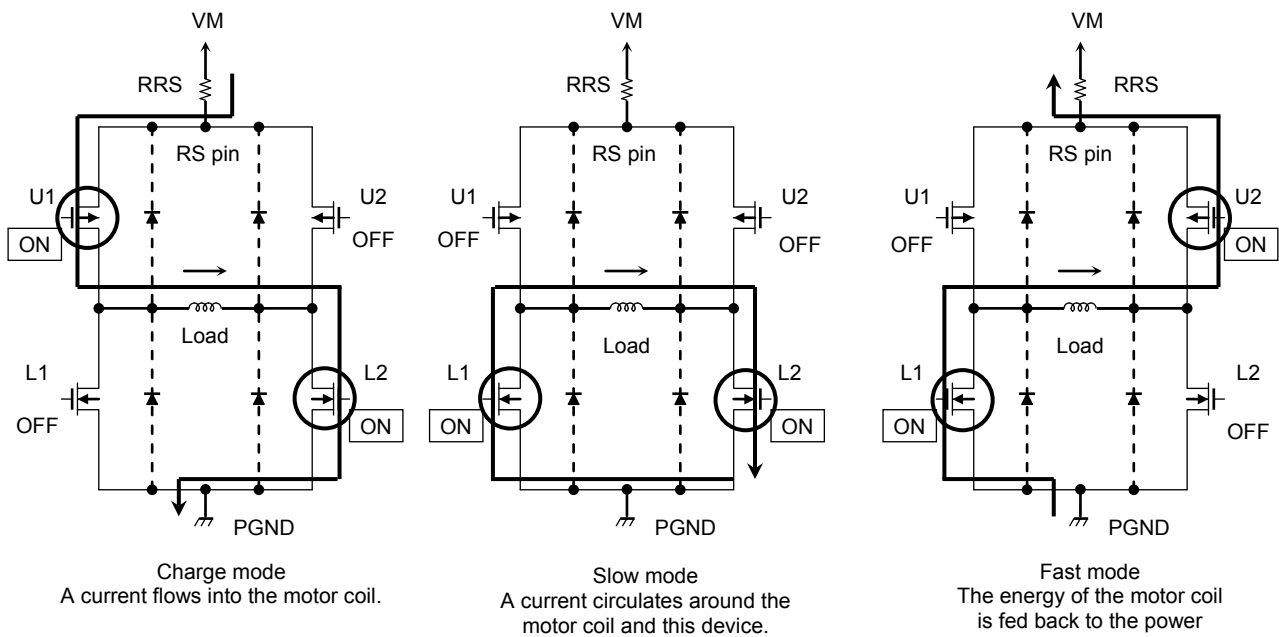 VM
RRS
RS pin
U1
U2
ON
OFF
Load
L1
L2
OFF
ON
PGND
Charge mode
A current flows into the motor coil.
VM
RRS
RS pin
U1
U2
OFF
OFF
Load
L1
L2
ON
ON
PGND
Slow mode
A current circulates around the
motor coil and this device.
VM
RRS
RS pin
U1
U2
OFF
ON
Load
L1
L2
ON
OFF
PGND
Fast mode
The energy of the motor coil
is fed back to the power